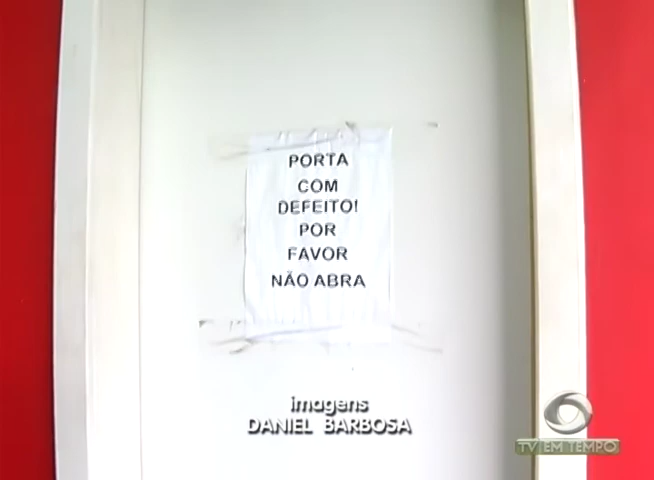 PORTA
COM
DEFEITO!
POR
FAVOR
NÃO ABRA
imagens
DANIEL BARBOSA
TV EM TEMPO